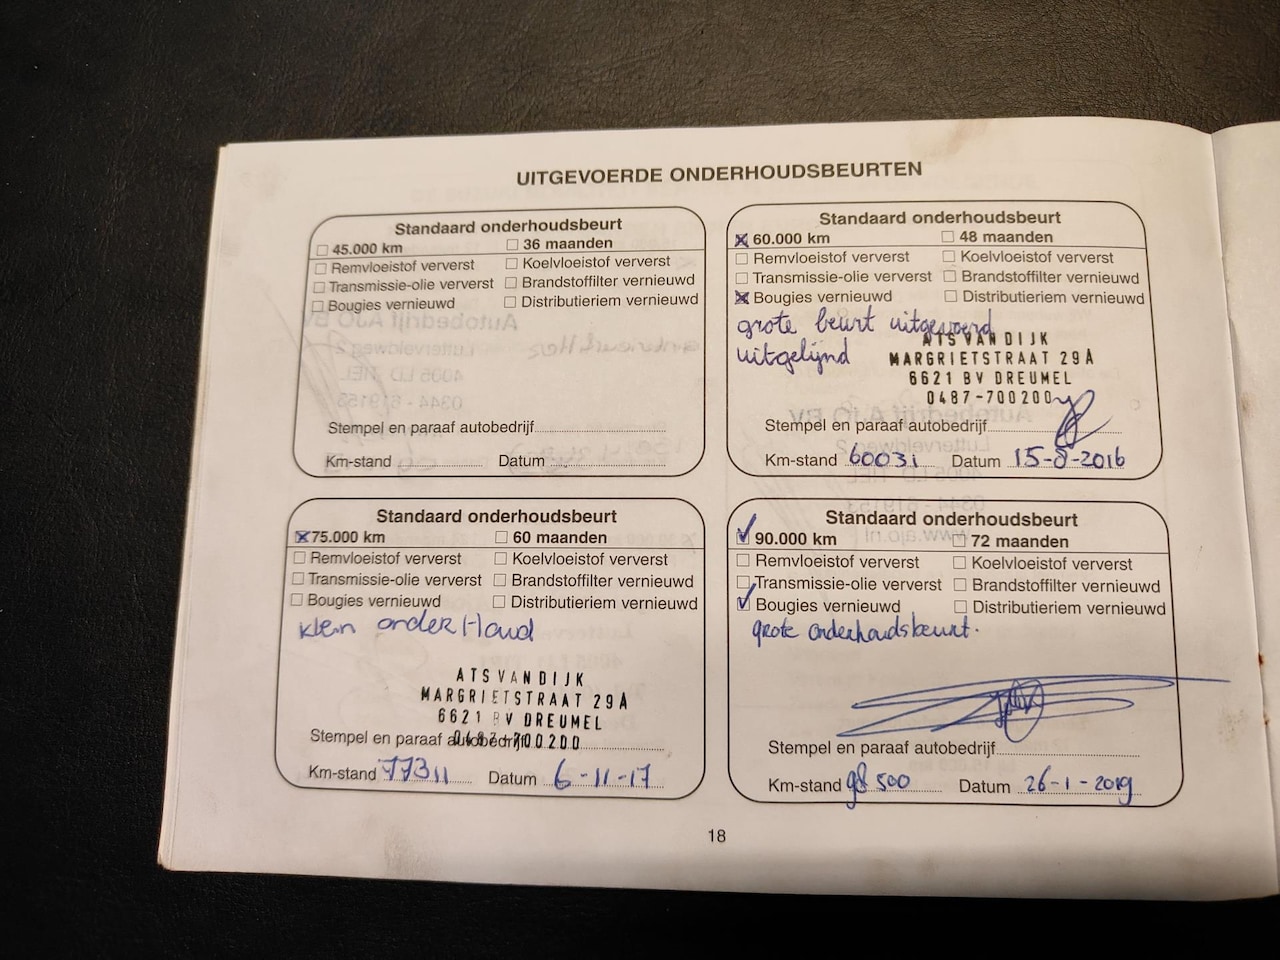 UITGEVOERDE ONDERHOUDSBEURTEN
Standaard onderhoudsbeurt
45.000 km 36 maanden
Remvloeistof ververst Koelvloeistof ververst
Transmissie-olie ververst Brandstoffilter vernieuwd
Bougies vernieuwd Distributieriem vernieuwd
Stempel en paraaf autobedrijf
Km-stand Datum
Standaard onderhoudsbeurt
60.000 km 48 maanden
Remvloeistof ververst Koelvloeistof ververst
Transmissie-olie ververst Brandstoffilter vernieuwd
Bougies vernieuwd Distributieriem vernieuwd
grote beurt uitgevoerd
uitgelijnd
ATS VAN DIJK
MARGRIETSTRAAT 29A
6621 BV DREUMEL
0487-700200
Stempel en paraaf autobedrijf
Km-stand 60031 Datum 15-8-2016
Standaard onderhoudsbeurt
75.000 km 60 maanden
Remvloeistof ververst Koelvloeistof ververst
Transmissie-olie ververst Brandstoffilter vernieuwd
Bougies vernieuwd Distributieriem vernieuwd
klein onderHoud
ATS VAN DIJK
MARGRIETSTRAAT 29A
6621 BV DREUMEL
0487-700200
Stempel en paraaf autobedrijf
Km-stand 77311 Datum 6-11-17
Standaard onderhoudsbeurt
90.000 km 72 maanden
Remvloeistof ververst Koelvloeistof ververst
Transmissie-olie ververst Brandstoffilter vernieuwd
Bougies vernieuwd Distributieriem vernieuwd
grote onderhoudsbeurt.
Stempel en paraaf autobedrijf
Km-stand 98500 Datum 26-1-2019
18